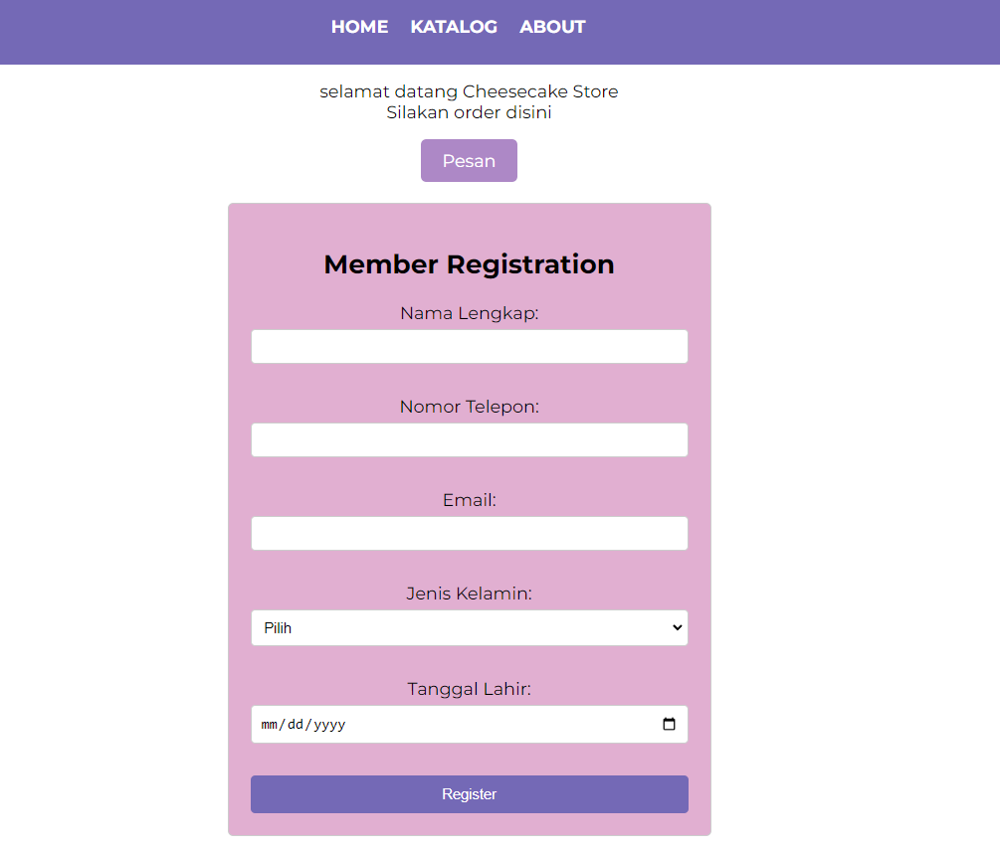 HOME KATALOG ABOUT
selamat datang Cheesecake Store
Silakan order disini
Pesan
Member Registration
Nama Lengkap:
Nomor Telepon:
Email:
Jenis Kelamin:
Pilih
Tanggal Lahir:
mm/dd/yyyy
Register